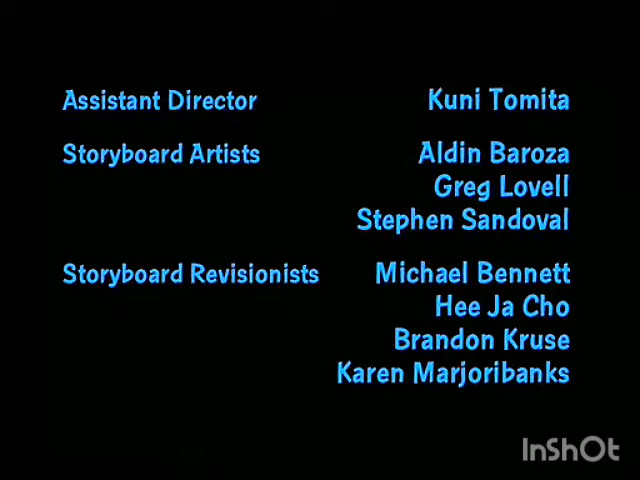 Assistant Director Kuni Tomita
Storyboard Artists Aldin Baroza
Greg Lovell
Stephen Sandoval
Storyboard Revisionists Michael Bennett
Hee Ja Cho
Brandon Kruse
Karen Marjoribanks
InShOt